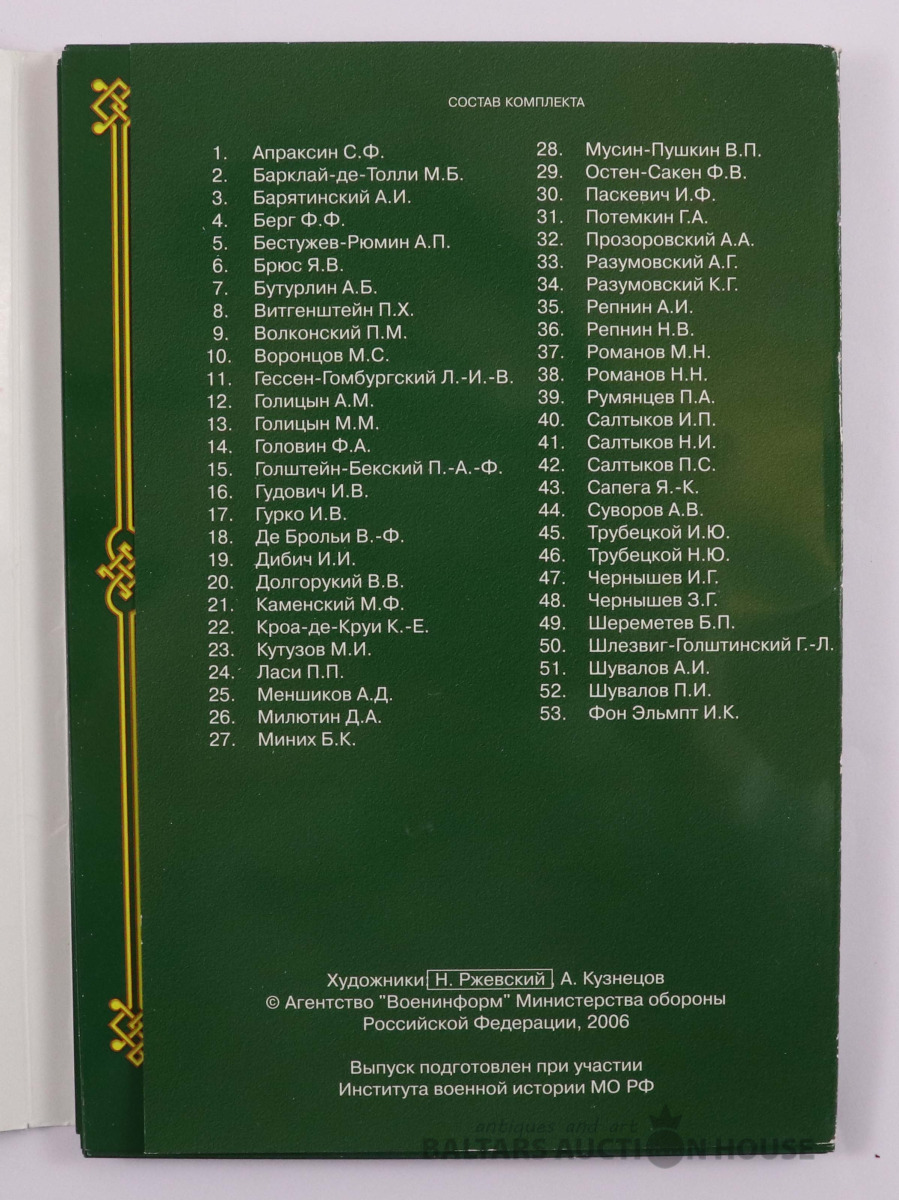 СОСТАВ КОМПЛЕКТА
1. Апраксин С.Ф.
2. Барклай-де-Толли М.Б.
3. Барятинский А.И.
4. Берг Ф.Ф.
5. Бестужев-Рюмин А.П.
6. Брюс Я.В.
7. Бутурлин А.Б.
8. Витгенштейн П.Х.
9. Волконский П.М.
10. Воронцов М.С.
11. Гессен-Гомбургский Л.-И.-В.
12. Голицын А.М.
13. Голицын М.М.
14. Головин Ф.А.
15. Голштейн-Бекский П.-А.-Ф.
16. Гудович И.В.
17. Гурко И.В.
18. Де Брольи В.-Ф.
19. Дибич И.И.
20. Долгорукий В.В.
21. Каменский М.Ф.
22. Кроа-де-Круи К.-Е.
23. Кутузов М.И.
24. Ласи П.П.
25. Меншиков А.Д.
26. Милютин Д.А.
27. Миних Б.К.
28. Мусин-Пушкин В.П.
29. Остен-Сакен Ф.В.
30. Паскевич И.Ф.
31. Потемкин Г.А.
32. Прозоровский А.А.
33. Разумовский А.Г.
34. Разумовский К.Г.
35. Репнин А.И.
36. Репнин Н.В.
37. Романов М.Н.
38. Романов Н.Н.
39. Румянцев П.А.
40. Салтыков И.П.
41. Салтыков Н.И.
42. Салтыков П.С.
43. Сапега Я.-К.
44. Суворов А.В.
45. Трубецкой И.Ю.
46. Трубецкой Н.Ю.
47. Чернышев И.Г.
48. Чернышев З.Г.
49. Шереметев Б.П.
50. Шлезвиг-Голштинский Г.-Л.
51. Шувалов А.И.
52. Шувалов П.И.
53. Фон Эльмпт И.К.
Художники Н. Ржевский, А. Кузнецов
© Агентство "Воениинформ" Министерства обороны
Российской Федерации, 2006
Выпуск подготовлен при участии
Института военной истории МО РФ
antiques and art
BALTARS AUCTION HOUSE